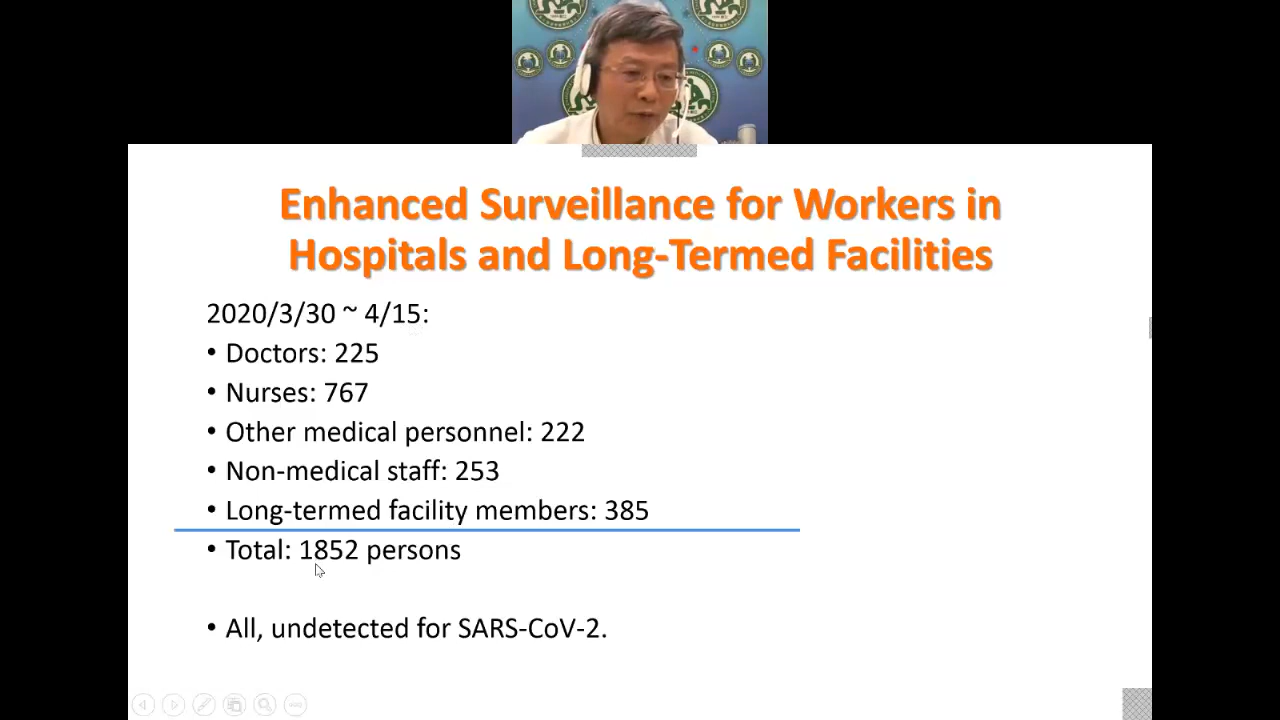 Enhanced Surveillance for Workers in
Hospitals and Long-Termed Facilities
2020/3/30 ~ 4/15:
• Doctors: 225
• Nurses: 767
• Other medical personnel: 222
• Non-medical staff: 253
• Long-termed facility members: 385
• Total: 1852 persons
• All, undetected for SARS-CoV-2.